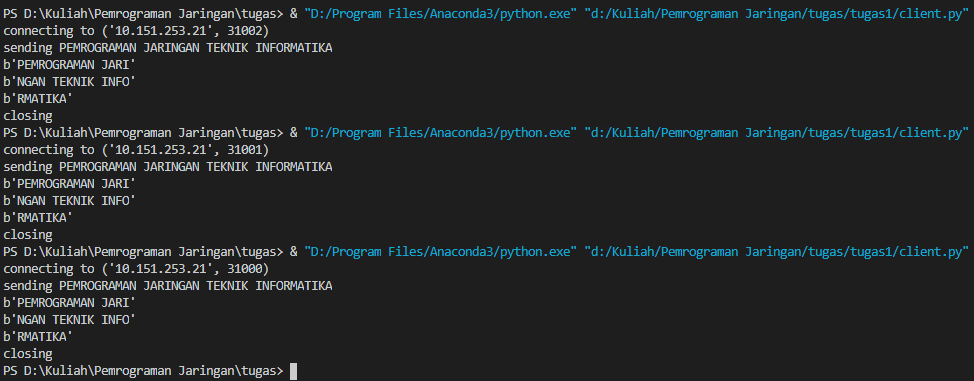 PS D:\Kuliah\Pemrograman Jaringan\tugas> & "D:/Program Files/Anaconda3/python.exe" "d:/Kuliah/Pemrograman Jaringan/tugas/tugas1/client.py"
connecting to ('10.151.253.21', 31002)
sending PEMROGRAMAN JARINGAN TEKNIK INFORMATIKA
b'PEMROGRAMAN JARI'
b'NGAN TEKNIK INFO'
b'RMATIKA'
closing
PS D:\Kuliah\Pemrograman Jaringan\tugas> & "D:/Program Files/Anaconda3/python.exe" "d:/Kuliah/Pemrograman Jaringan/tugas/tugas1/client.py"
connecting to ('10.151.253.21', 31001)
sending PEMROGRAMAN JARINGAN TEKNIK INFORMATIKA
b'PEMROGRAMAN JARI'
b'NGAN TEKNIK INFO'
b'RMATIKA'
closing
PS D:\Kuliah\Pemrograman Jaringan\tugas> & "D:/Program Files/Anaconda3/python.exe" "d:/Kuliah/Pemrograman Jaringan/tugas/tugas1/client.py"
connecting to ('10.151.253.21', 31000)
sending PEMROGRAMAN JARINGAN TEKNIK INFORMATIKA
b'PEMROGRAMAN JARI'
b'NGAN TEKNIK INFO'
b'RMATIKA'
closing
PS D:\Kuliah\Pemrograman Jaringan\tugas>